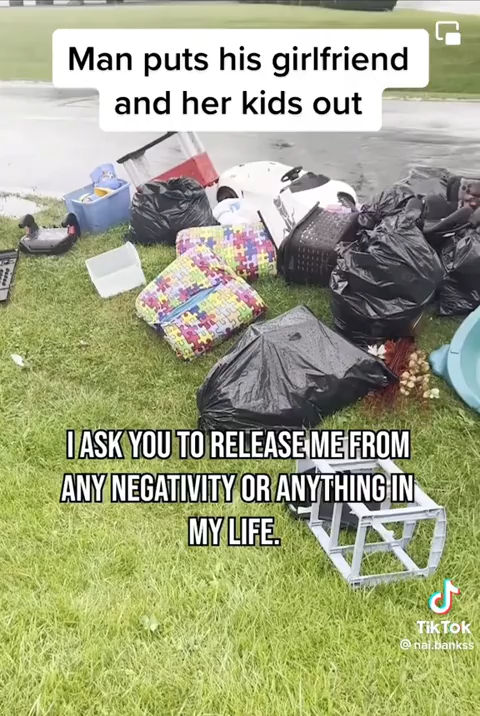 Man puts his girlfriend
and her kids out
I ASK YOU TO RELEASE ME FROM
ANY NEGATIVITY OR ANYTHING IN
MY LIFE.
TikTok
@nai.bankss